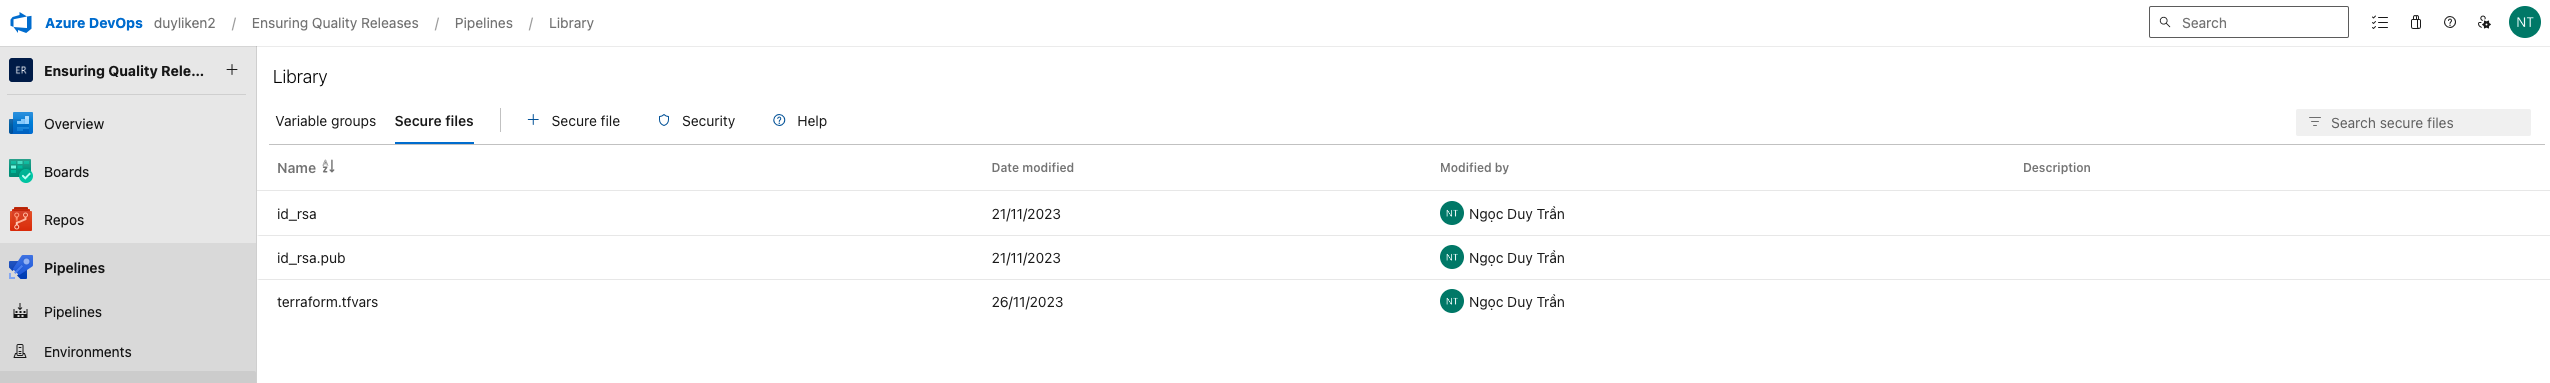 Azure DevOps duyliken2 / Ensuring Quality Releases / Pipelines / Library
Search
NT
ER Ensuring Quality Rele... +
Overview
Boards
Repos
Pipelines
Pipelines
Environments
Library
Variable groups Secure files + Secure file Security Help
Search secure files
Name Date modified Modified by Description
id_rsa 21/11/2023 NT Ngọc Duy Trần
id_rsa.pub 21/11/2023 NT Ngọc Duy Trần
terraform.tfvars 26/11/2023 NT Ngọc Duy Trần